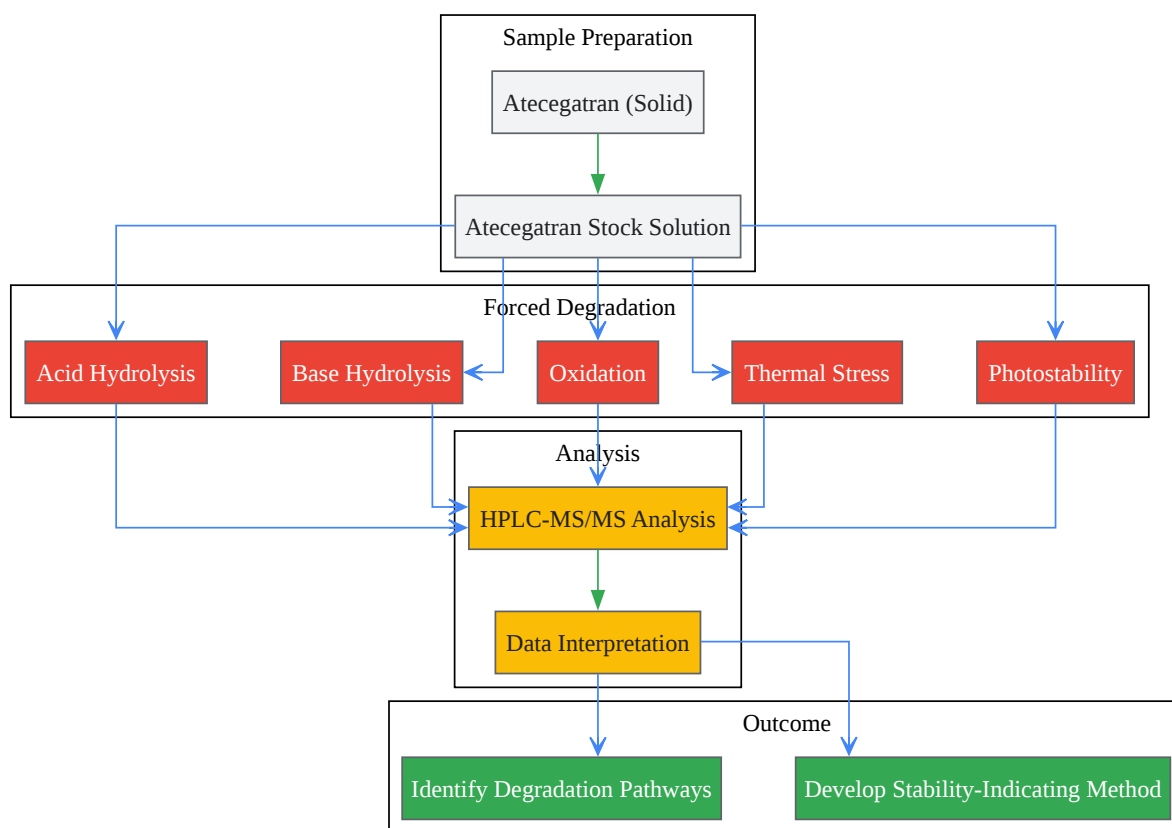 Sample Preparation
Atecegatran (Solid)
Atecegatran Stock Solution
Forced Degradation
Acid Hydrolysis
Base Hydrolysis
Oxidation
Thermal Stress
Photostability
Analysis
HPLC-MS/MS Analysis
Data Interpretation
Outcome
Identify Degradation Pathways
Develop Stability-Indicating Method